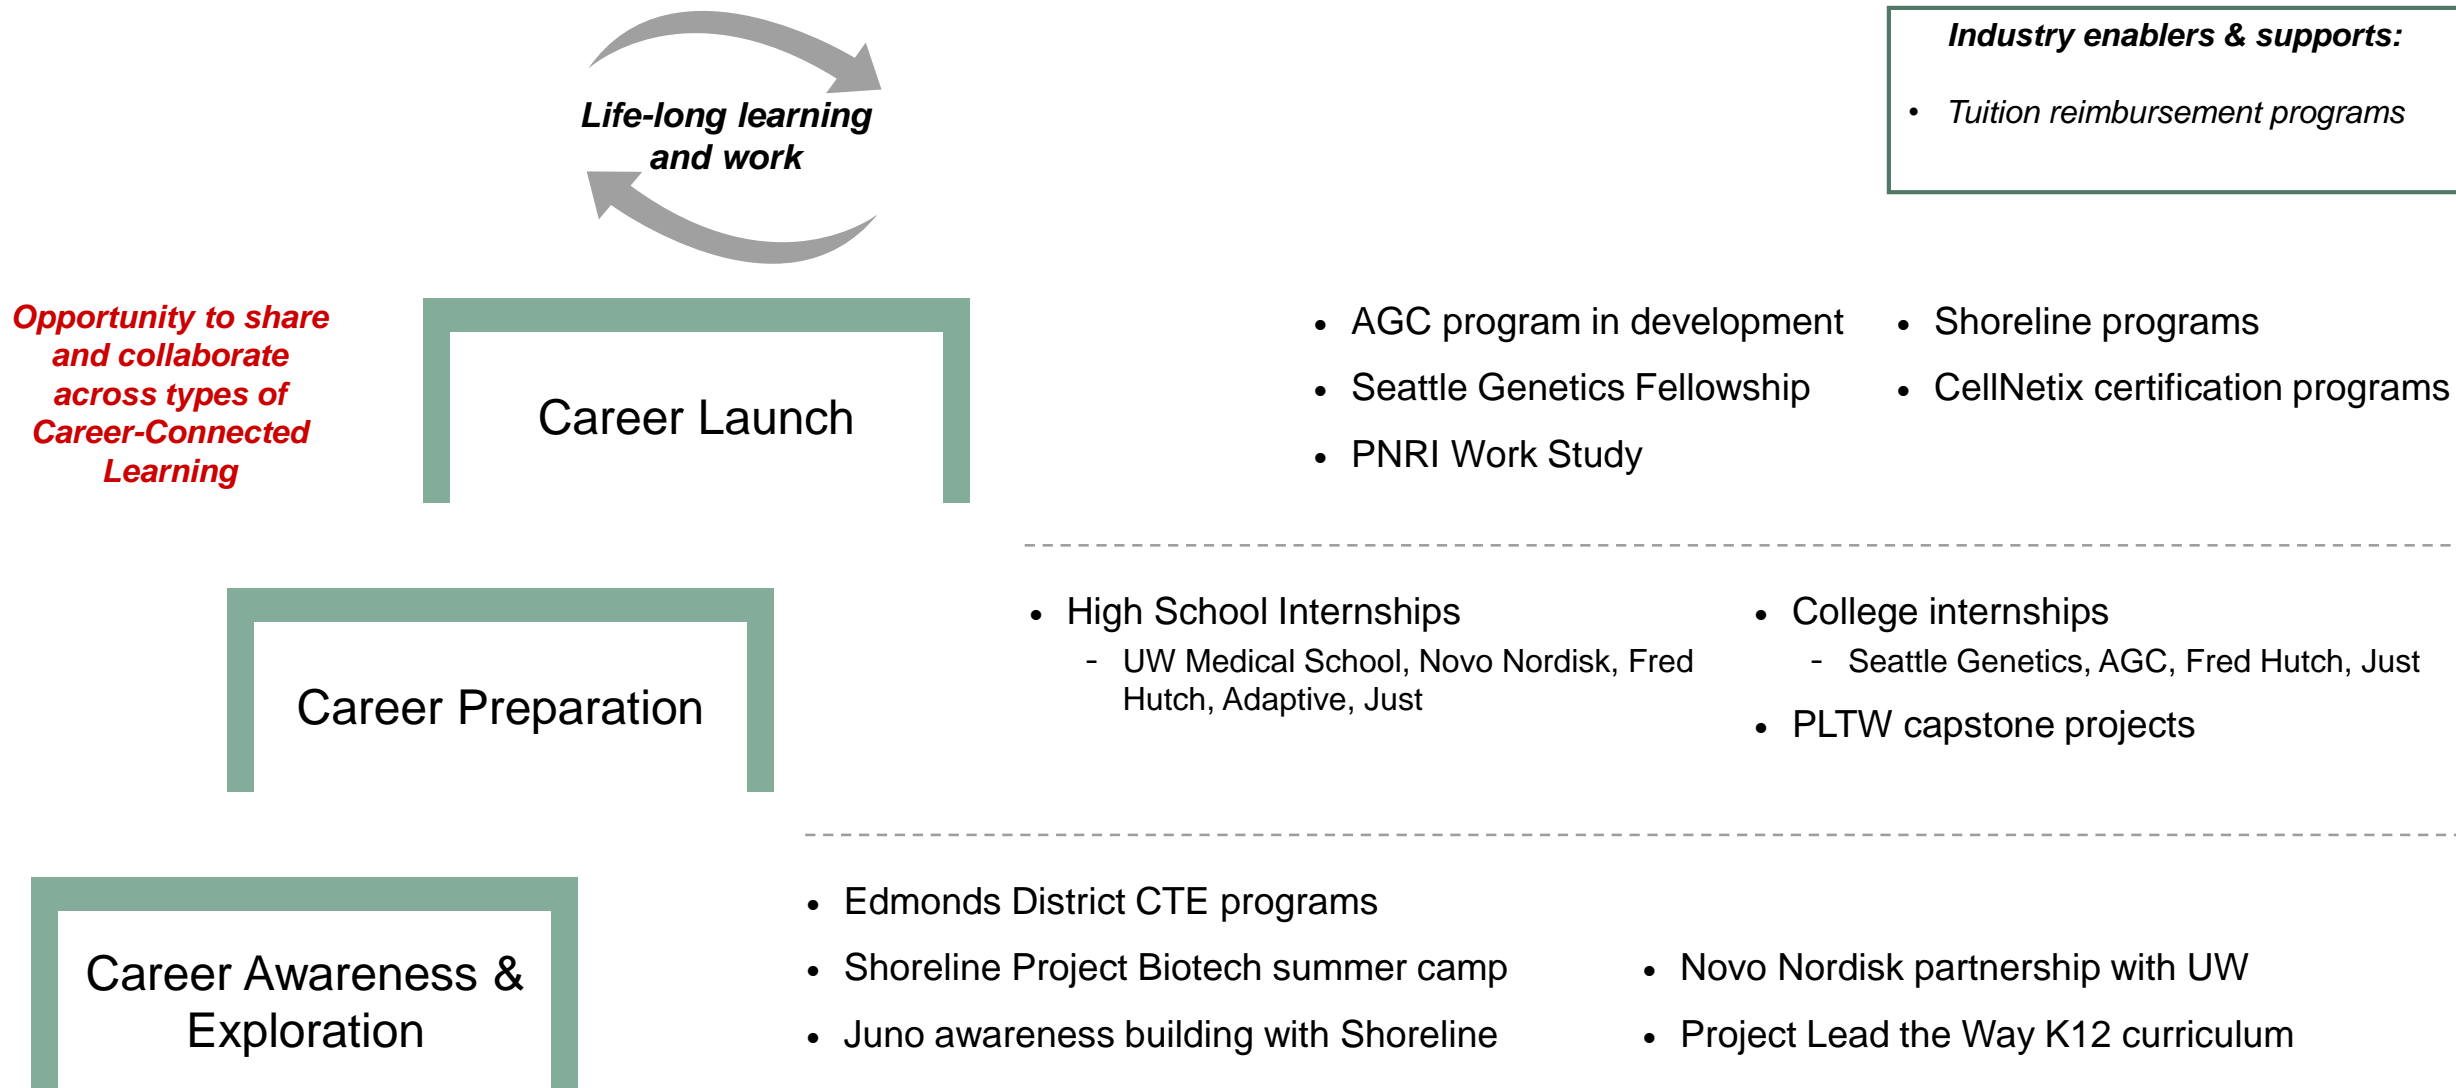 Life-long learning
and work
Industry enablers & supports:
• Tuition reimbursement programs
Opportunity to share
and collaborate
across types of
Career-Connected
Learning
Career Launch
• AGC program in development
• Seattle Genetics Fellowship
• PNRI Work Study
• Shoreline programs
• CellNetix certification programs
Career Preparation
• High School Internships
- UW Medical School, Novo Nordisk, Fred
Hutch, Adaptive, Just
• College internships
- Seattle Genetics, AGC, Fred Hutch, Just
• PLTW capstone projects
Career Awareness &
Exploration
• Edmonds District CTE programs
• Shoreline Project Biotech summer camp
• Juno awareness building with Shoreline
• Novo Nordisk partnership with UW
• Project Lead the Way K12 curriculum